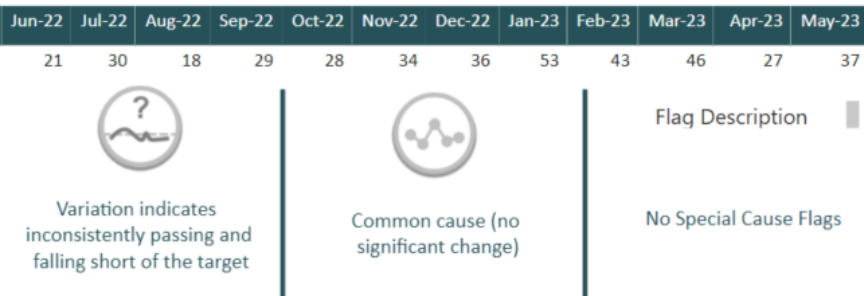 Jun-22 Jul-22 Aug-22 Sep-22 Oct-22 Nov-22 Dec-22 Jan-23 Feb-23 Mar-23 Apr-23 May-23
21 30 18 29 28 34 36 53 43 46 27 37
?
Variation indicates
inconsistently passing and
falling short of the target
Common cause (no
significant change)
Flag Description
No Special Cause Flags